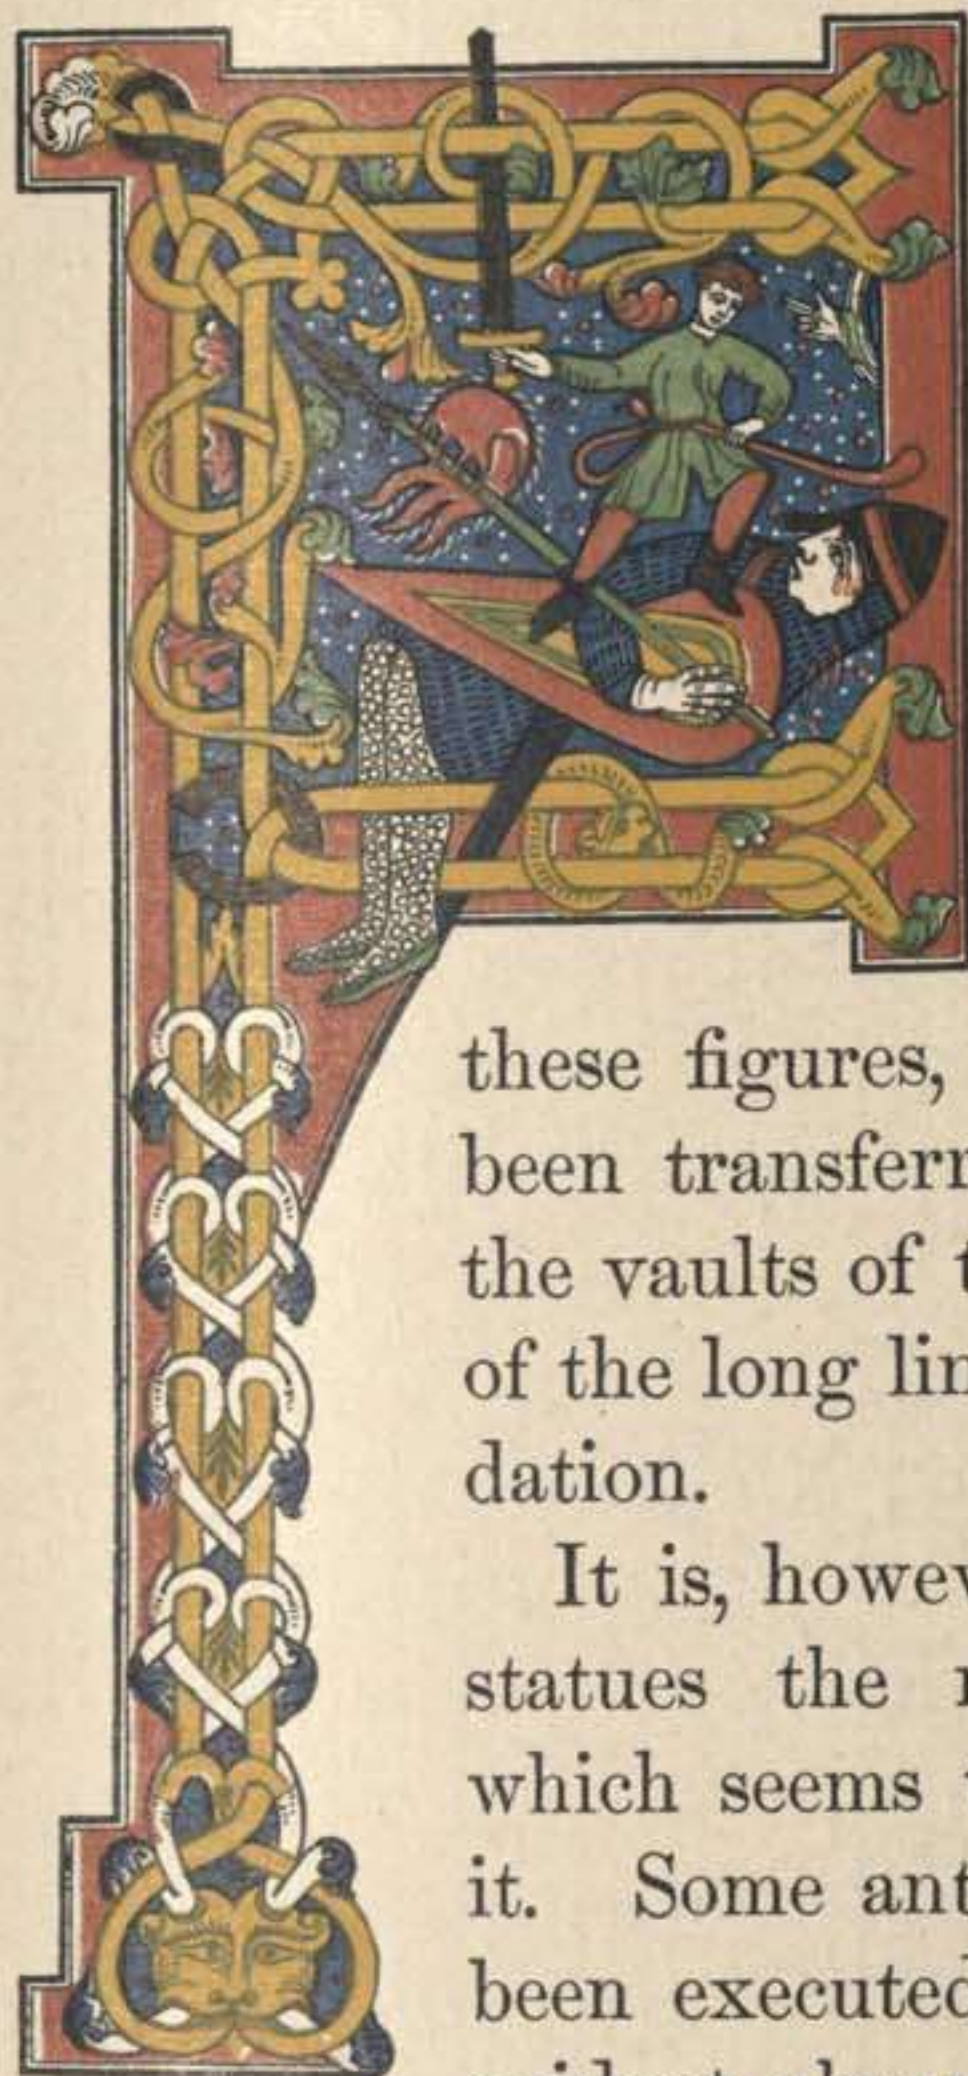 F
these figures,
been transferr
the vaults of t
of the long lin
dation.
It is, howev
statues the
which seems
it. Some ant
been executed